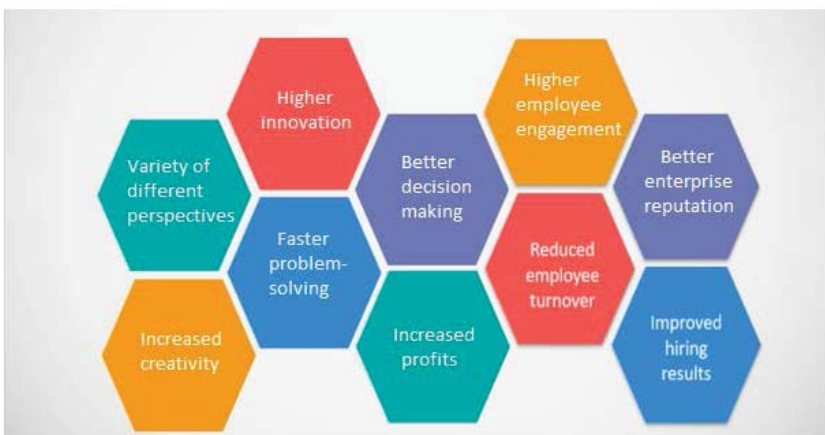 Variety of
different
perspectives
Increased
creativity
Higher
innovation
Faster
problem-
solving
Better
decision
making
Increased
profits
Higher
employee
engagement
Reduced
employee
turnover
Better
enterprise
reputation
Improved
hiring
results